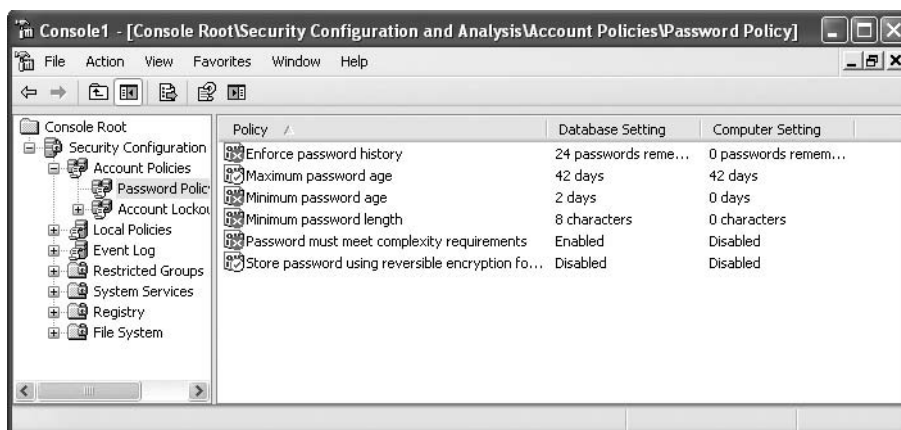 Console1 - [Console Root\Security Configuration and Analysis\Account Policies\Password Policy]
File Action View Favorites Window Help
Console Root
Security Configuration
Account Policies
Password Polic
Account Lockou
Local Policies
Event Log
Restricted Groups
System Services
Registry
File System
Policy Database Setting Computer Setting
Enforce password history 24 passwords reme... 0 passwords remem...
Maximum password age 42 days 42 days
Minimum password age 2 days 0 days
Minimum password length 8 characters 0 characters
Password must meet complexity requirements Enabled Disabled
Store password using reversible encryption fo... Disabled Disabled